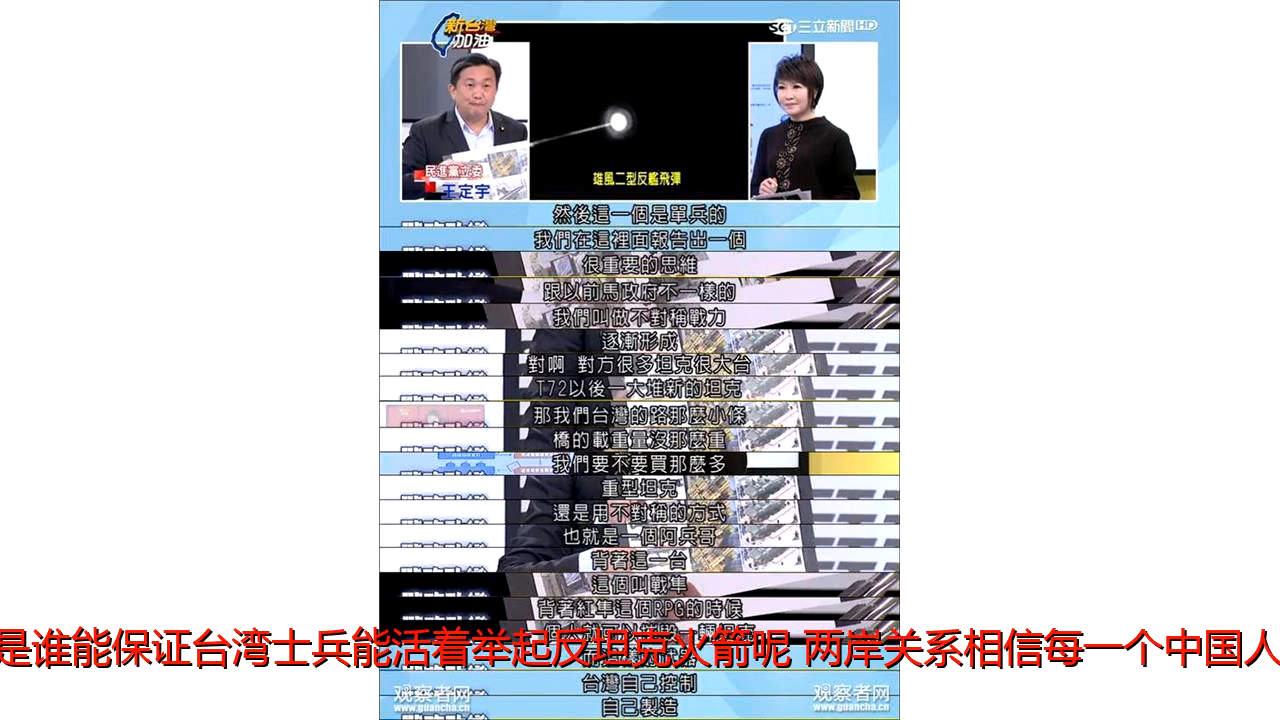 新台灣
加油
SET三立新聞HD
民進黨立委
王定宇
雄風二型反艦飛彈
然後這一個是單兵的
我們在這裡面報告出一個
很重要的思維
跟以前馬政府不一樣的
我們叫做不對稱戰力
逐漸形成
對啊 對方很多坦克很大台
T72以後一大堆新的坦克
那我們台灣的路那麼小條
橋的載重量沒那麼重
我們要不要買那麼多
重型坦克
還是用不對稱的方式
也就是一個阿兵哥
背著這一台
這個叫戰隼
背著紅隼這個RPG的時候
是谁能保证台湾士兵能活着举起反坦克火箭呢 两岸关系相信每一个中国人
台灣自己控制
自己製造
观察者网
www.guancha.cn
观察者网
www.guancha.cn